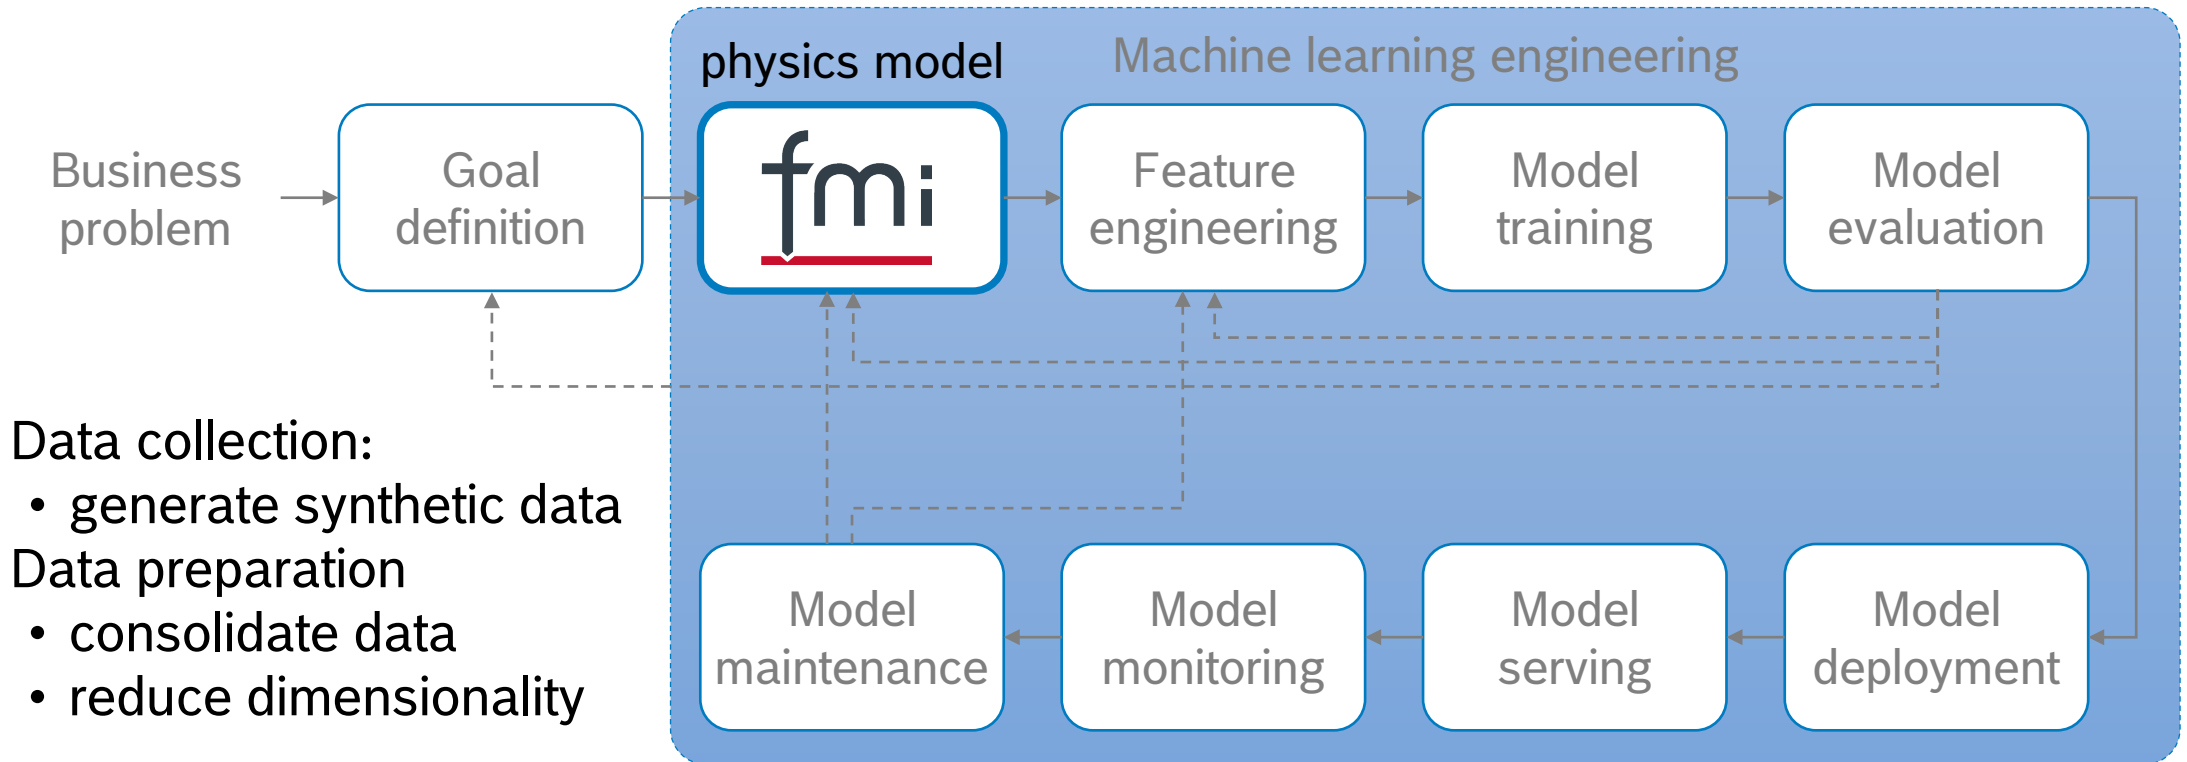 physics model
Machine learning engineering
Business
problem
Goal
definition
fmi
Feature
engineering
Model
training
Model
evaluation
Data collection:
• generate synthetic data
Data preparation
• consolidate data
• reduce dimensionality
Model
maintenance
Model
monitoring
Model
serving
Model
deployment